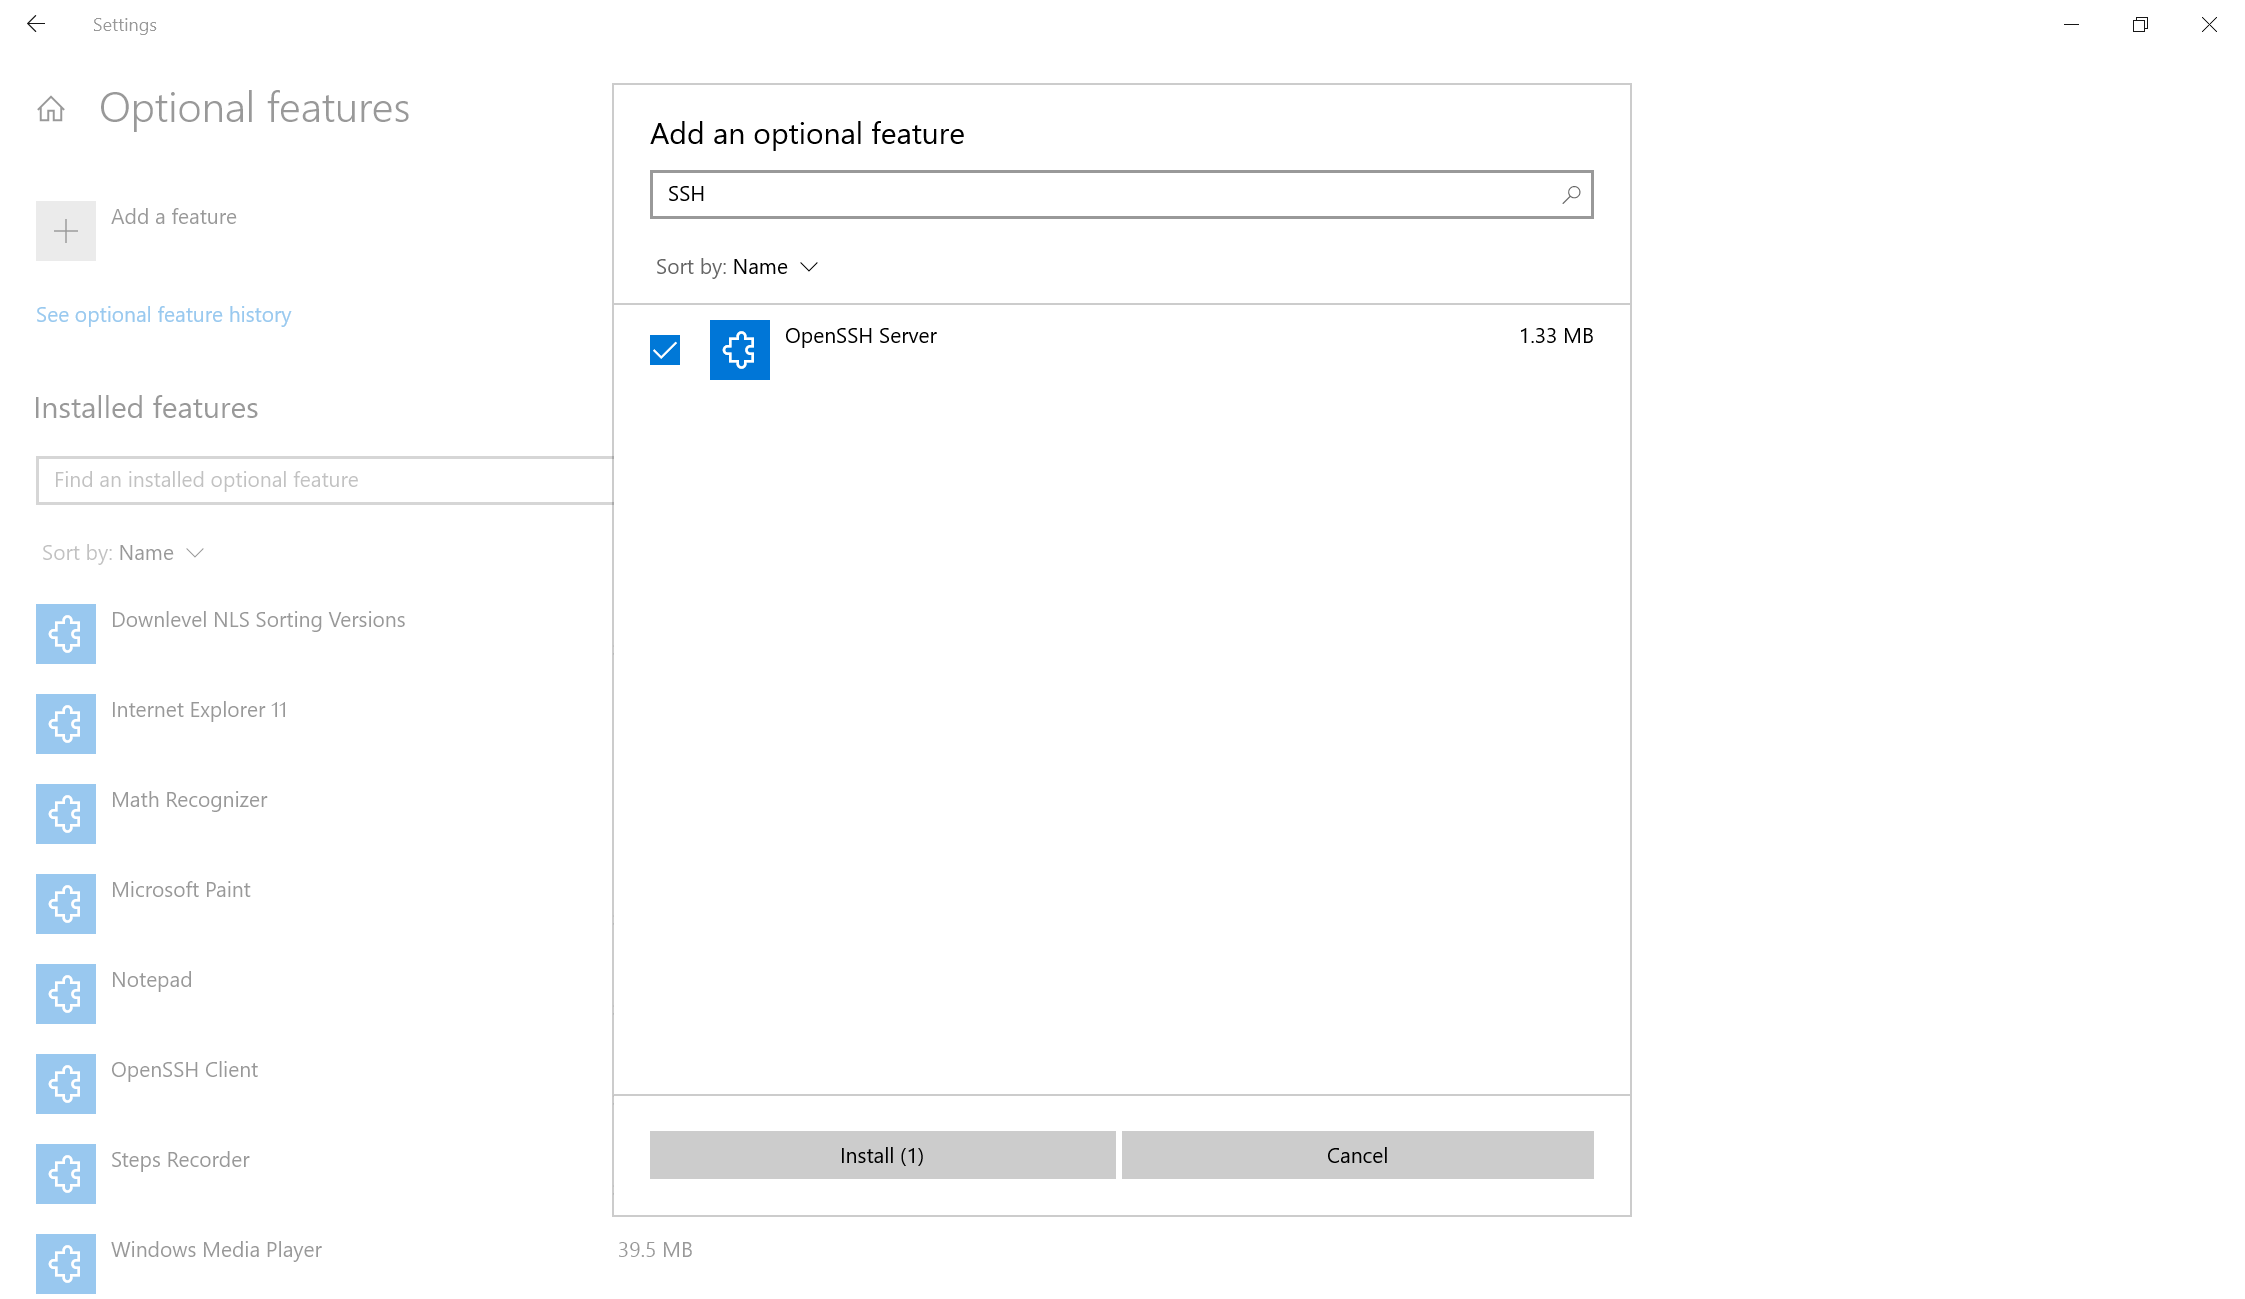 Settings
Optional features
Add a feature
See optional feature history
Installed features
Find an installed optional feature
Sort by: Name
Downlevel NLS Sorting Versions
Internet Explorer 11
Math Recognizer
Microsoft Paint
Notepad
OpenSSH Client
Steps Recorder
Windows Media Player
39.5 MB
Add an optional feature
SSH
Sort by: Name
OpenSSH Server
1.33 MB
Install (1)
Cancel